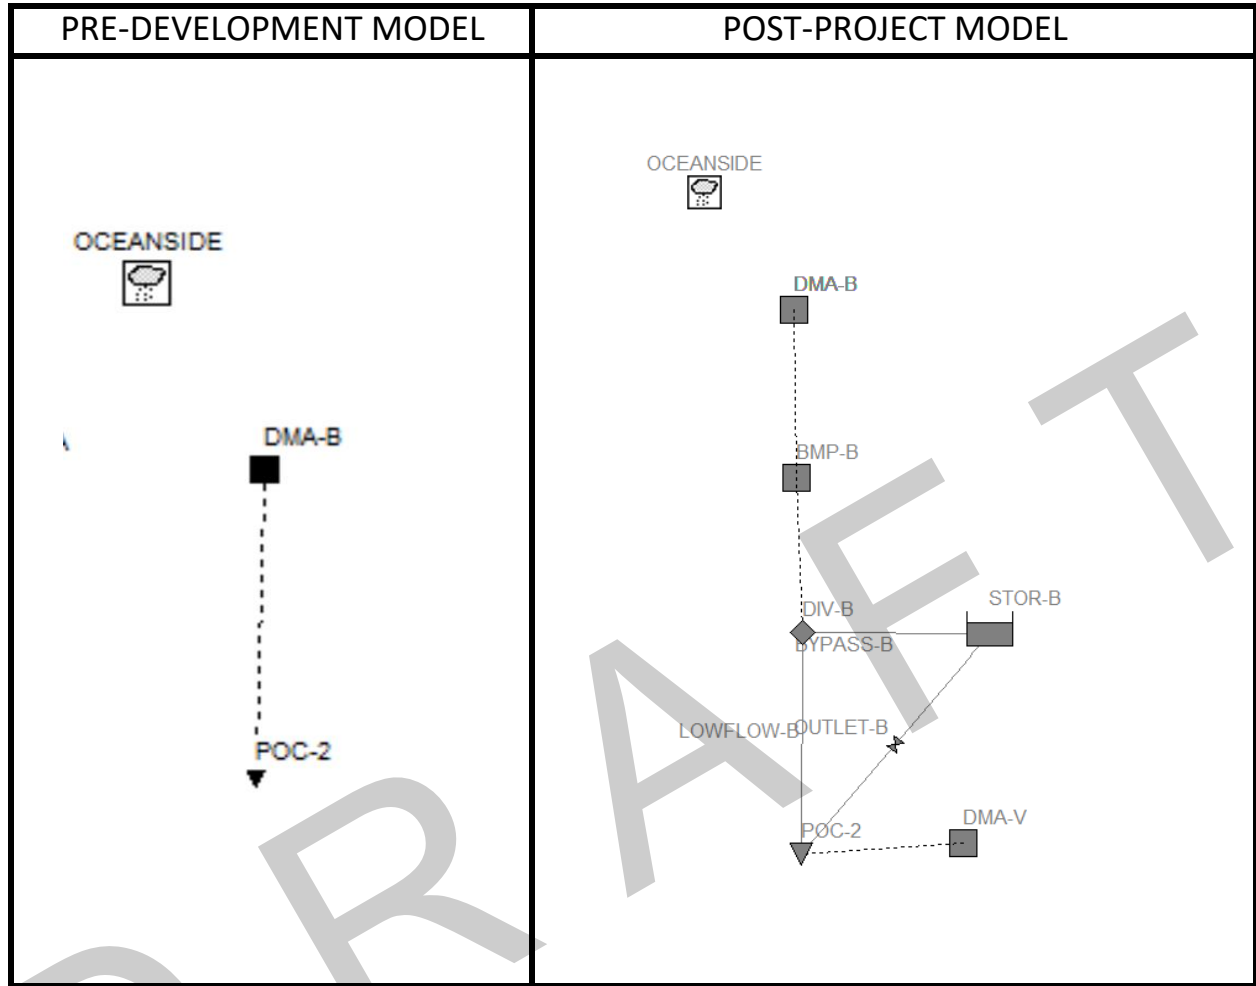 PRE-DEVELOPMENT MODEL
POST-PROJECT MODEL
OCEANSIDE
DMA-B
POC-2
OCEANSIDE
DMA-B
BMP-B
DIV-B
STOR-B
BYPASS-B
LOWFLOW-B
OUTLET-B
POC-2
DMA-V
DRAFT